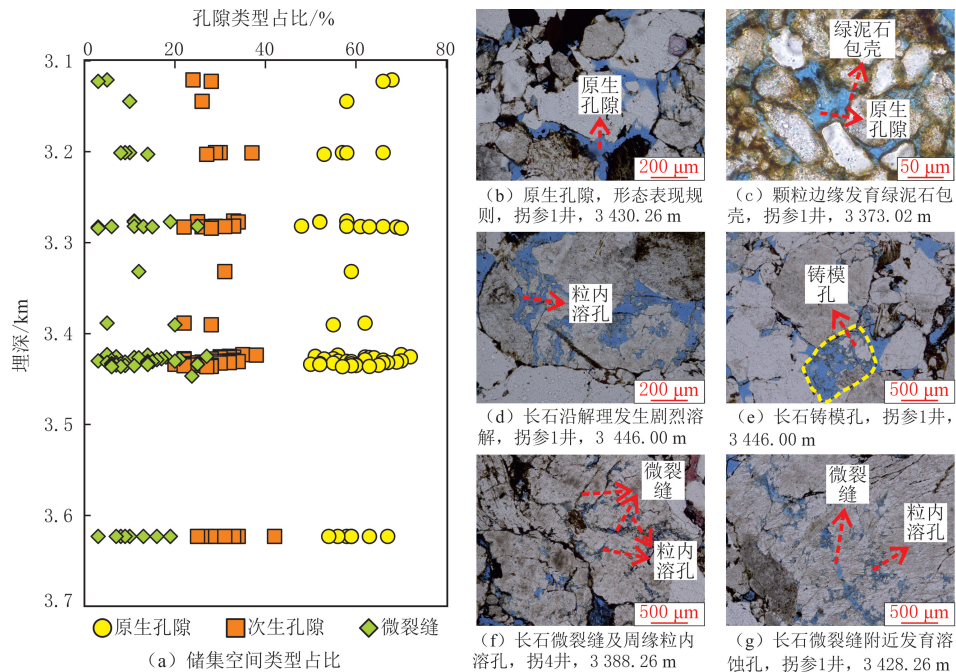 孔隙类型占比/%
0 20 40 60 80
3.1
3.2
3.3
3.4
3.5
3.6
3.7
埋深/km
原生孔隙 次生孔隙 微裂缝
（a）储集空间类型占比
原生
孔隙
200 μm
（b）原生孔隙，形态表现规
则，拐参1井，3 430.26 m
绿泥石
包壳
原生
孔隙
50 μm
（c）颗粒边缘发育绿泥石包
壳，拐参1井，3 373.02 m
粒内
溶孔
200 μm
（d）长石沿解理发生剧烈溶
解，拐参1井，3 446.00 m
铸模
孔
500 μm
（e）长石铸模孔，拐参1井，
3 446.00 m
微裂
缝
粒内
溶孔
500 μm
（f）长石微裂缝及周缘粒内
溶孔，拐4井，3 388.26 m
微裂
缝
粒内
溶孔
500 μm
（g）长石微裂缝附近发育溶
蚀孔，拐参1井，3 428.26 m